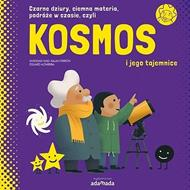 Czarne dziury, ciemna materia,
podróże w czasie, czyli
KOSMOS
i jego tajemnice
adamada